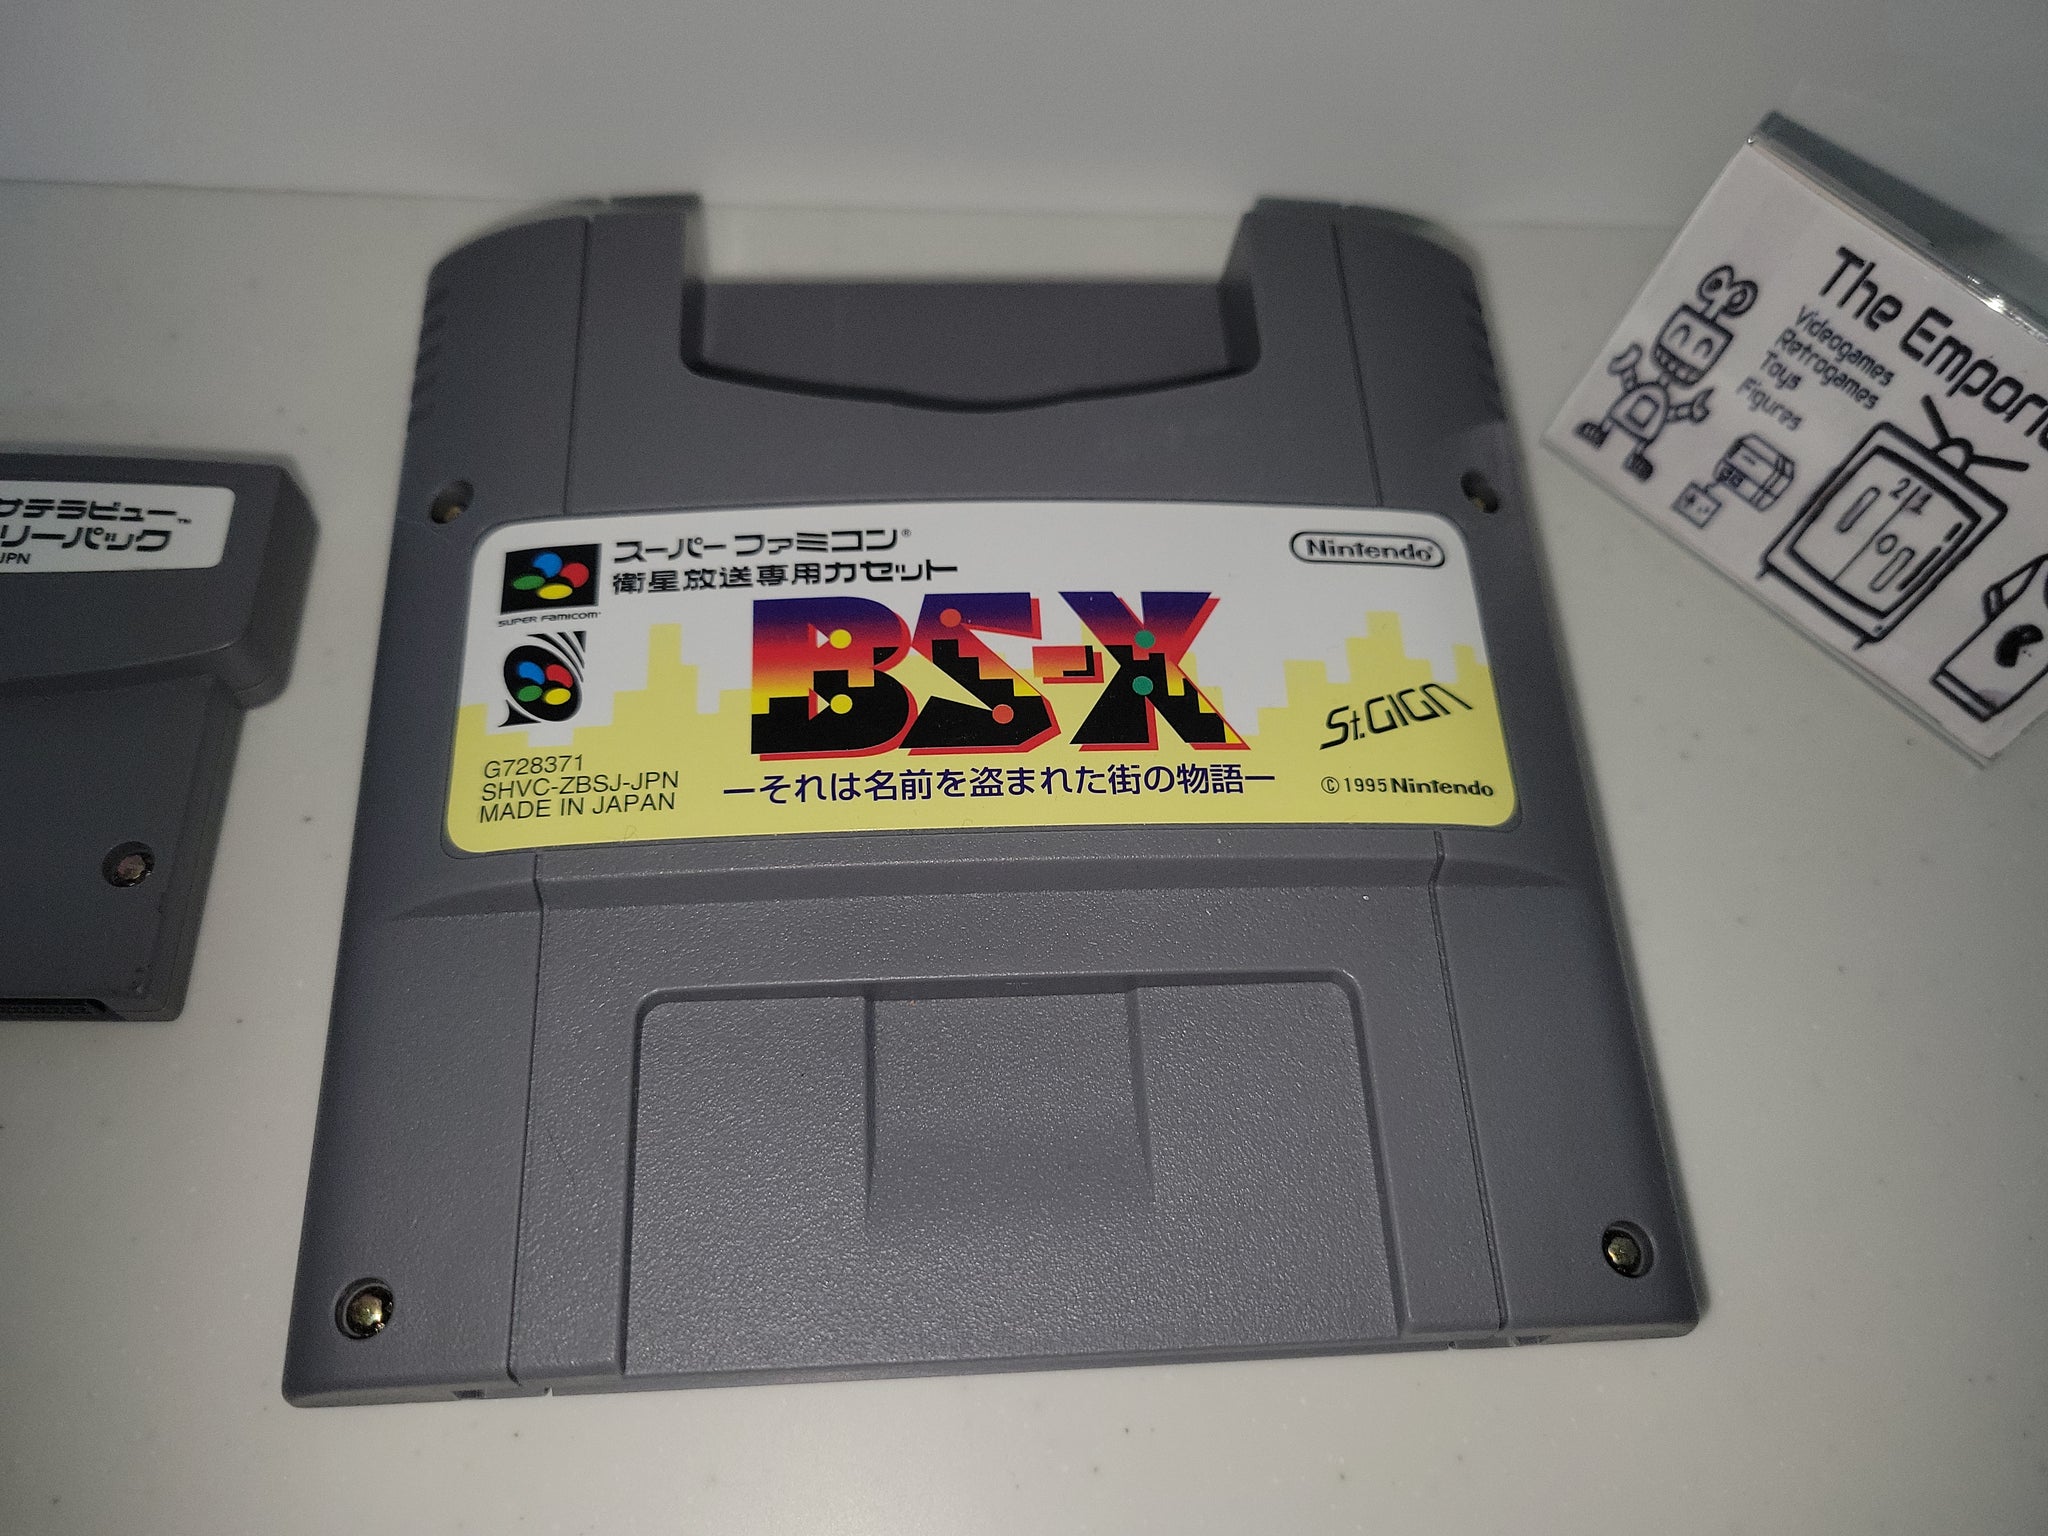 サテラビュー™
リーパック
JPN
スーパーファミコン®
衛星放送専用カセット
SUPER FAMICOM
Nintendo®
BS-X
St.GIGA
G728371
SHVC-ZBSJ-JPN
MADE IN JAPAN
ーそれは名前を盗まれた街の物語ー
©1995 Nintendo
The Empori
Videogames
Retrogames
Toys
Figures